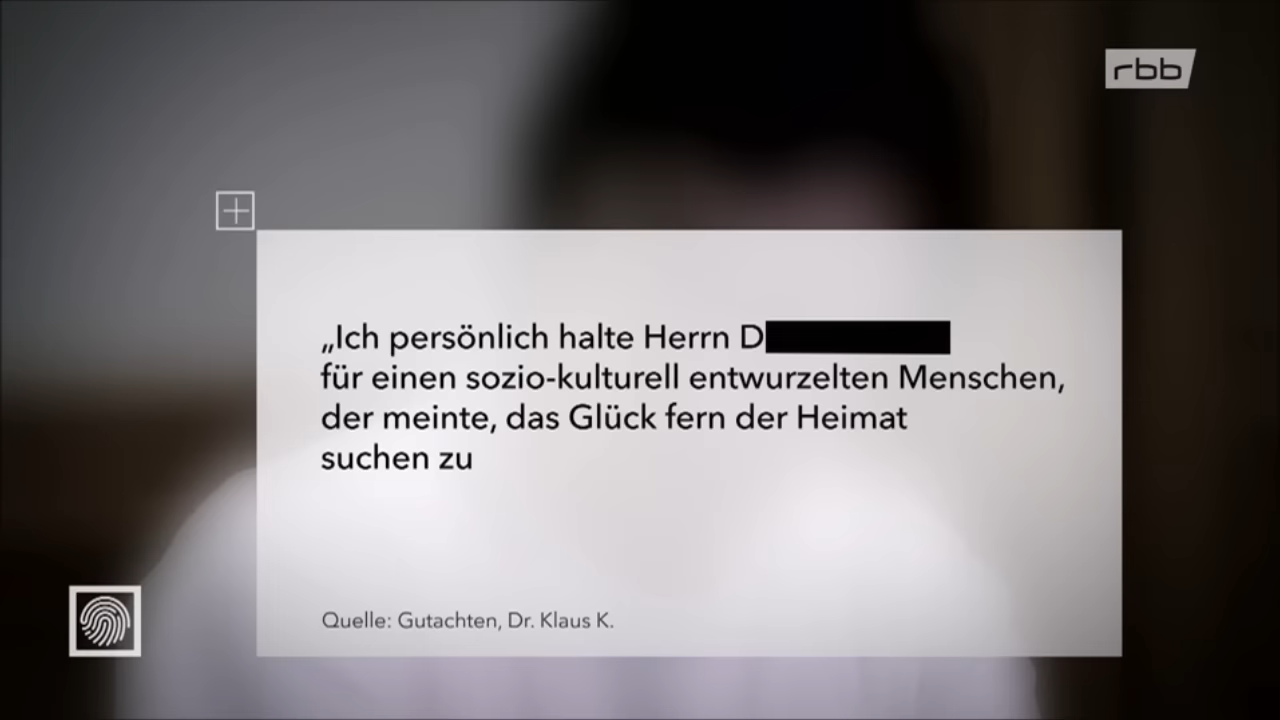 rbb
„Ich persönlich halte Herrn D
für einen sozio-kulturell entwurzelten Menschen,
der meinte, das Glück fern der Heimat
suchen zu
Quelle: Gutachten, Dr. Klaus K.